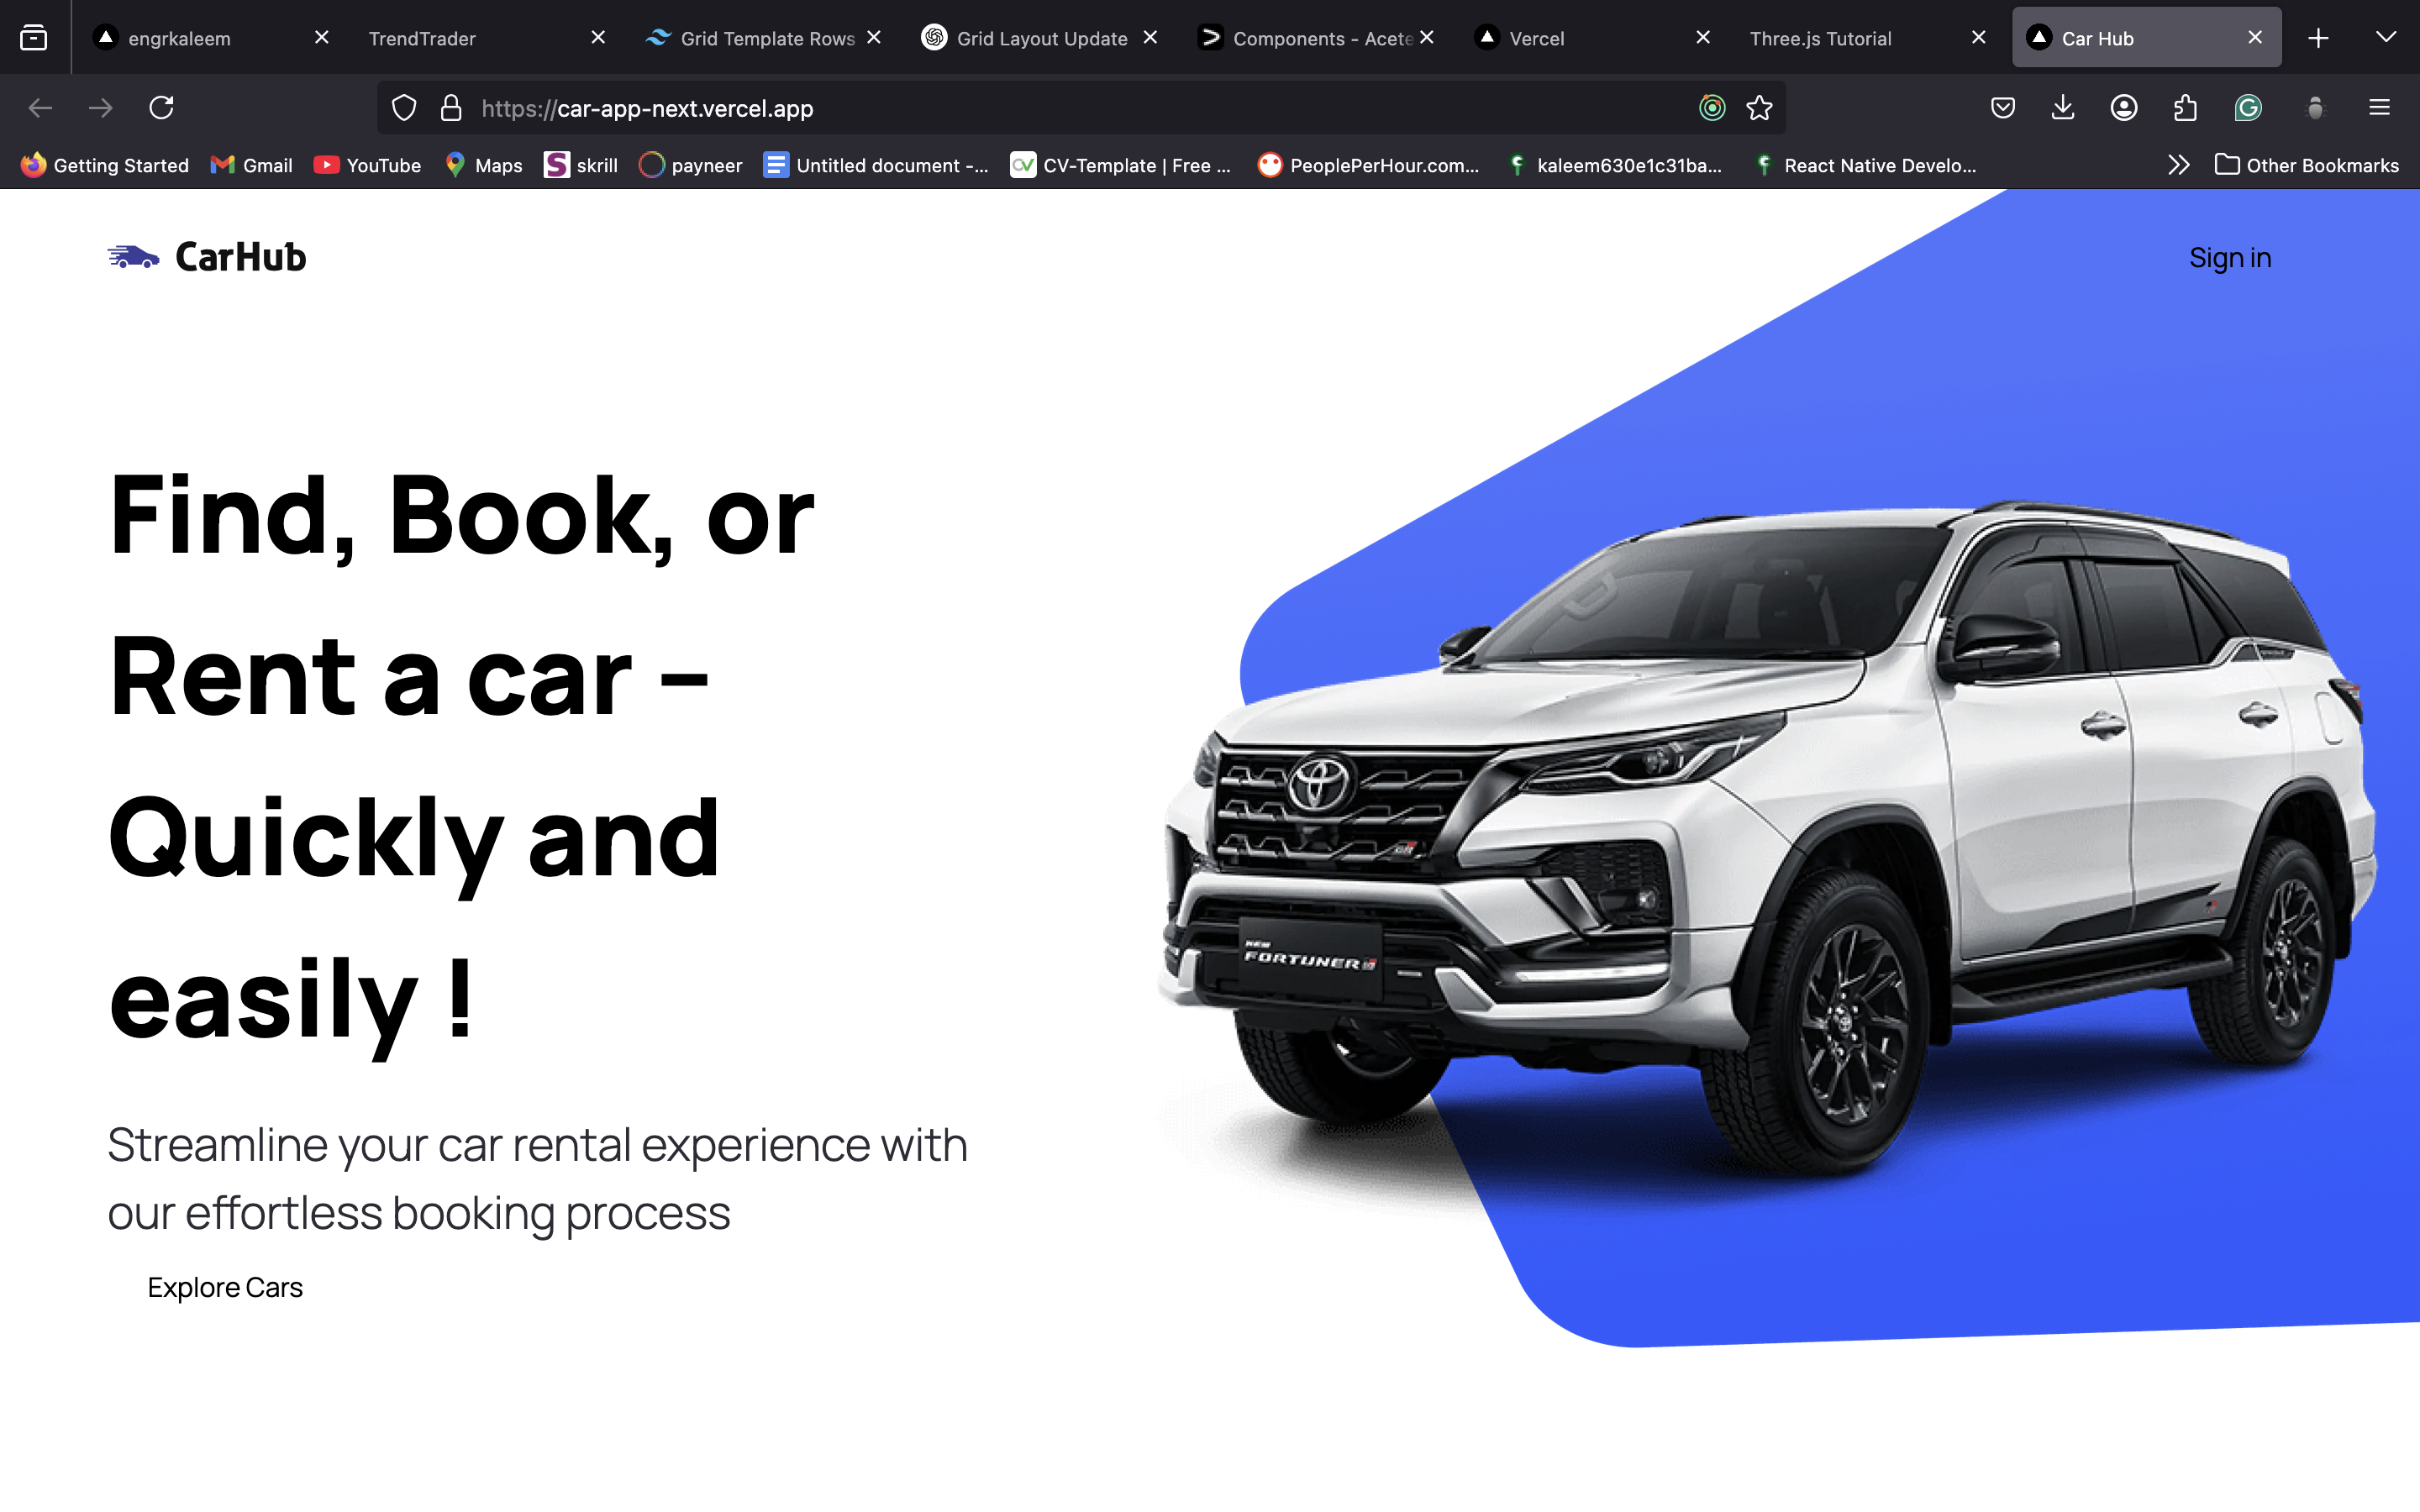 engrkaleem
TrendTrader
Grid Template Rows
Grid Layout Update
Components - Acete
Vercel
Three.js Tutorial
Car Hub
https://car-app-next.vercel.app
Getting Started
Gmail
YouTube
Maps
skrill
payneer
Untitled document -...
CV-Template | Free ...
PeoplePerHour.com...
kaleem630e1c31ba...
React Native Develo...
Other Bookmarks
CarHub
Sign in
Find, Book, or
Rent a car –
Quickly and
easily !
Streamline your car rental experience with
our effortless booking process
Explore Cars
NEW
FORTUNER